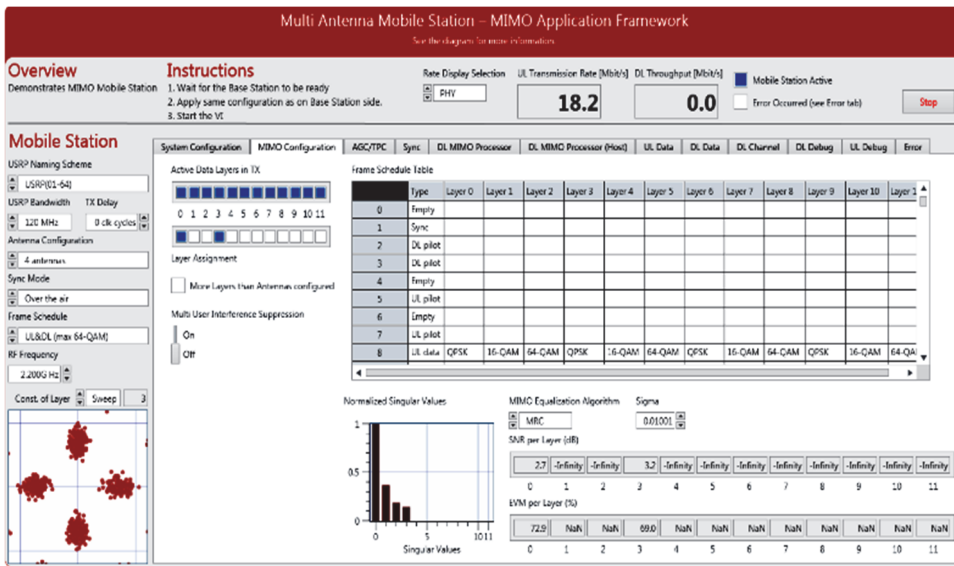 Multi Antenna Mobile Station – MIMO Application Framework
See the diagram for more information
Overview
Demonstrates MIMO Mobile Station
Instructions
1. Wait for the Base Station to be ready
2. Apply same configuration as on Base Station side.
3. Start the VI
Rate Display Selection
PHY
UL Transmission Rate [Mbit/s]
18.2
DL Throughput [Mbit/s]
0.0
Mobile Station Active
Error Occurred (see Error tab)
Stop
Mobile Station
USRP Naming Scheme
USRP(01-64)
USRP Bandwidth TX Delay
120 MHz 0 clk cycles
Antenna Configuration
4 antennas
Sync Mode
Over the air
Frame Schedule
UL&DL (max 64-QAM)
RF Frequency
2.200G Hz
Const. of Layer Sweep 3
System Configuration MIMO Configuration AGC/TPC Sync DL MIMO Processor DL MIMO Processor (Host) UL Data DL Data DL Channel DL Debug UL Debug Error
Active Data Layers in TX
0 1 2 3 4 5 6 7 8 9 10 11
Layer Assignment
More Layers than Antennas configured
Multi User Interference Suppression
On
Off
Frame Schedule Table
Type Layer 0 Layer 1 Layer 2 Layer 3 Layer 4 Layer 5 Layer 6 Layer 7 Layer 8 Layer 9 Layer 10 Layer 1
0 Empty
1 Sync
2 DL pilot
3 DL pilot
4 Empty
5 UL pilot
6 Empty
7 UL pilot
8 UL data QPSK 16-QAM 64-QAM QPSK 16-QAM 64-QAM QPSK 16-QAM 64-QAM QPSK 16-QAM 64-QA
Normalized Singular Values
1
0.5
0
0 5 10 11
Singular Values
MIMO Equalization Algorithm Sigma
MRC 0.01001
SNR per Layer (dB)
2.7 -Infinity -Infinity 3.2 -Infinity -Infinity -Infinity -Infinity -Infinity -Infinity -Infinity -Infinity
0 1 2 3 4 5 6 7 8 9 10 11
EVM per Layer (%)
72.9 NaN NaN 69.0 NaN NaN NaN NaN NaN NaN NaN NaN
0 1 2 3 4 5 6 7 8 9 10 11